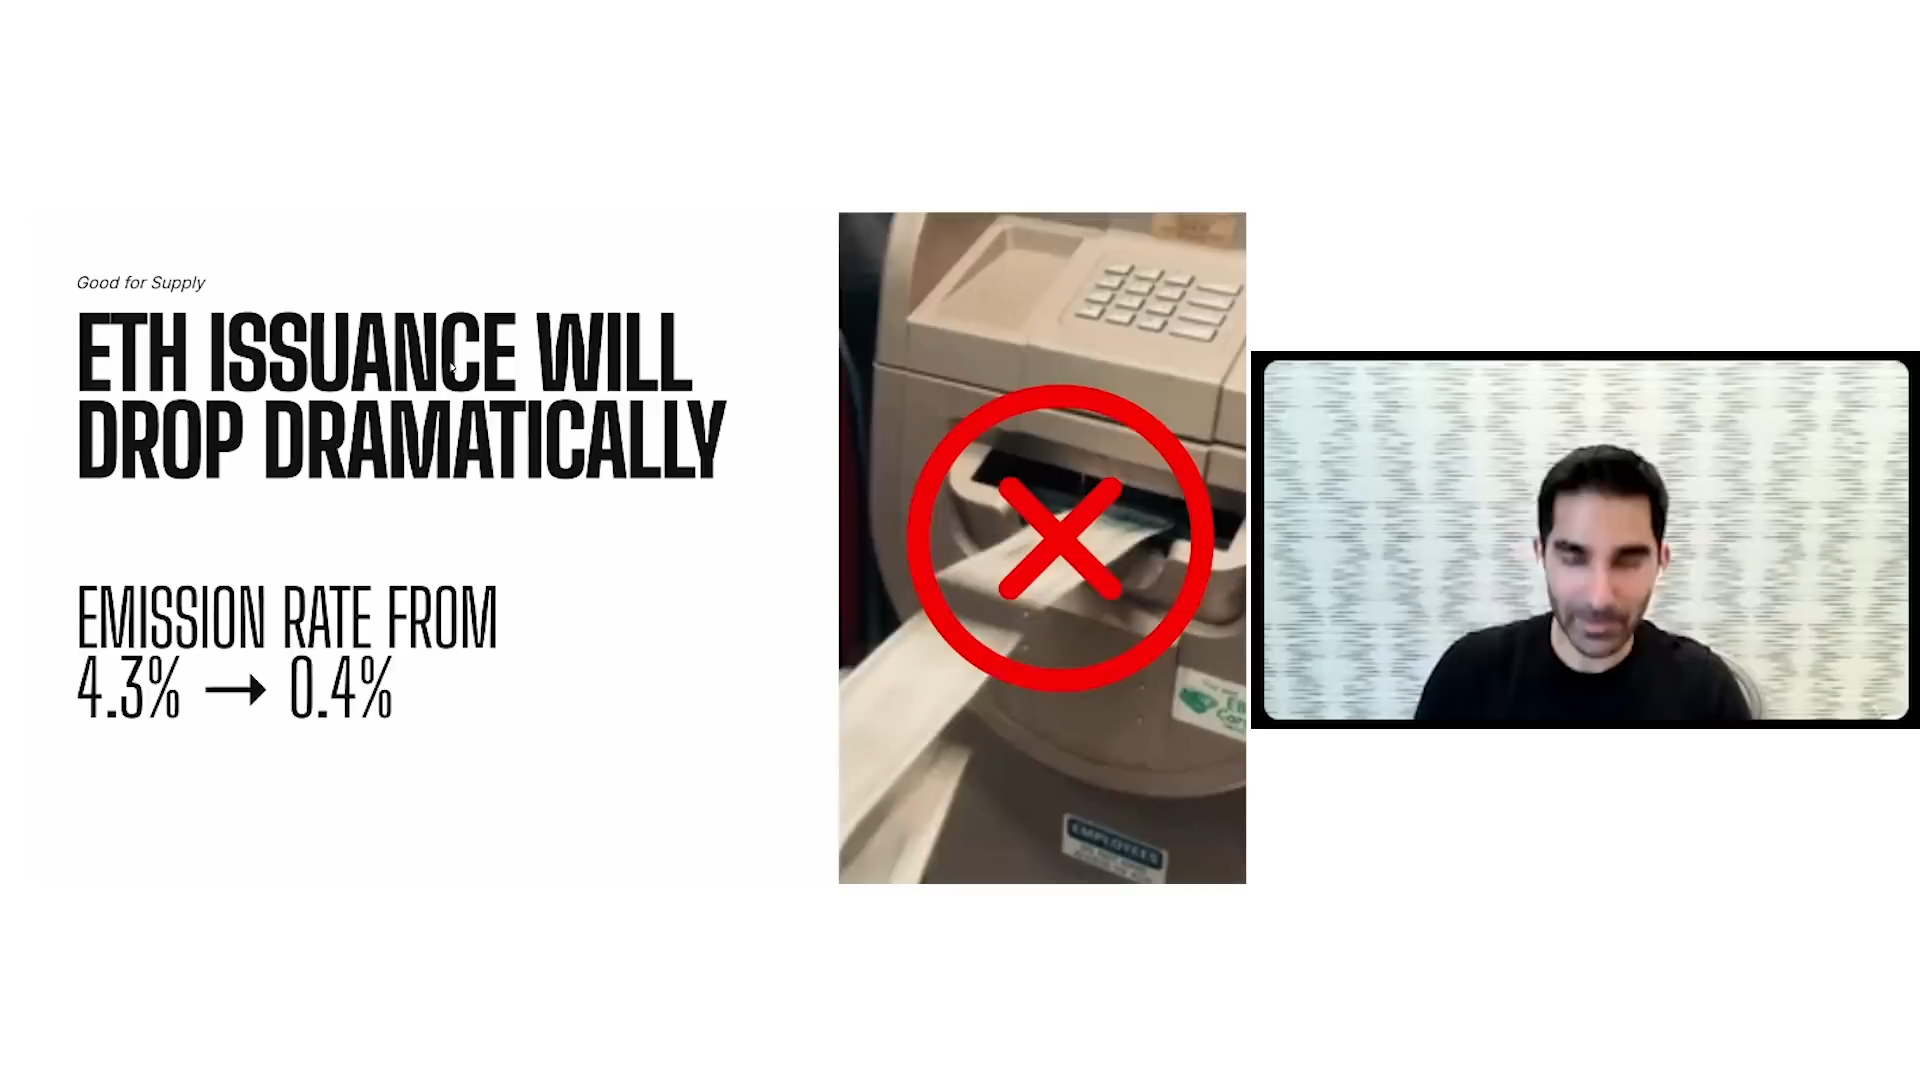 Good for Supply
ETH ISSUANCE WILL
DROP DRAMATICALLY
EMISSION RATE FROM
4.3% → 0.4%
EMPLOYEES